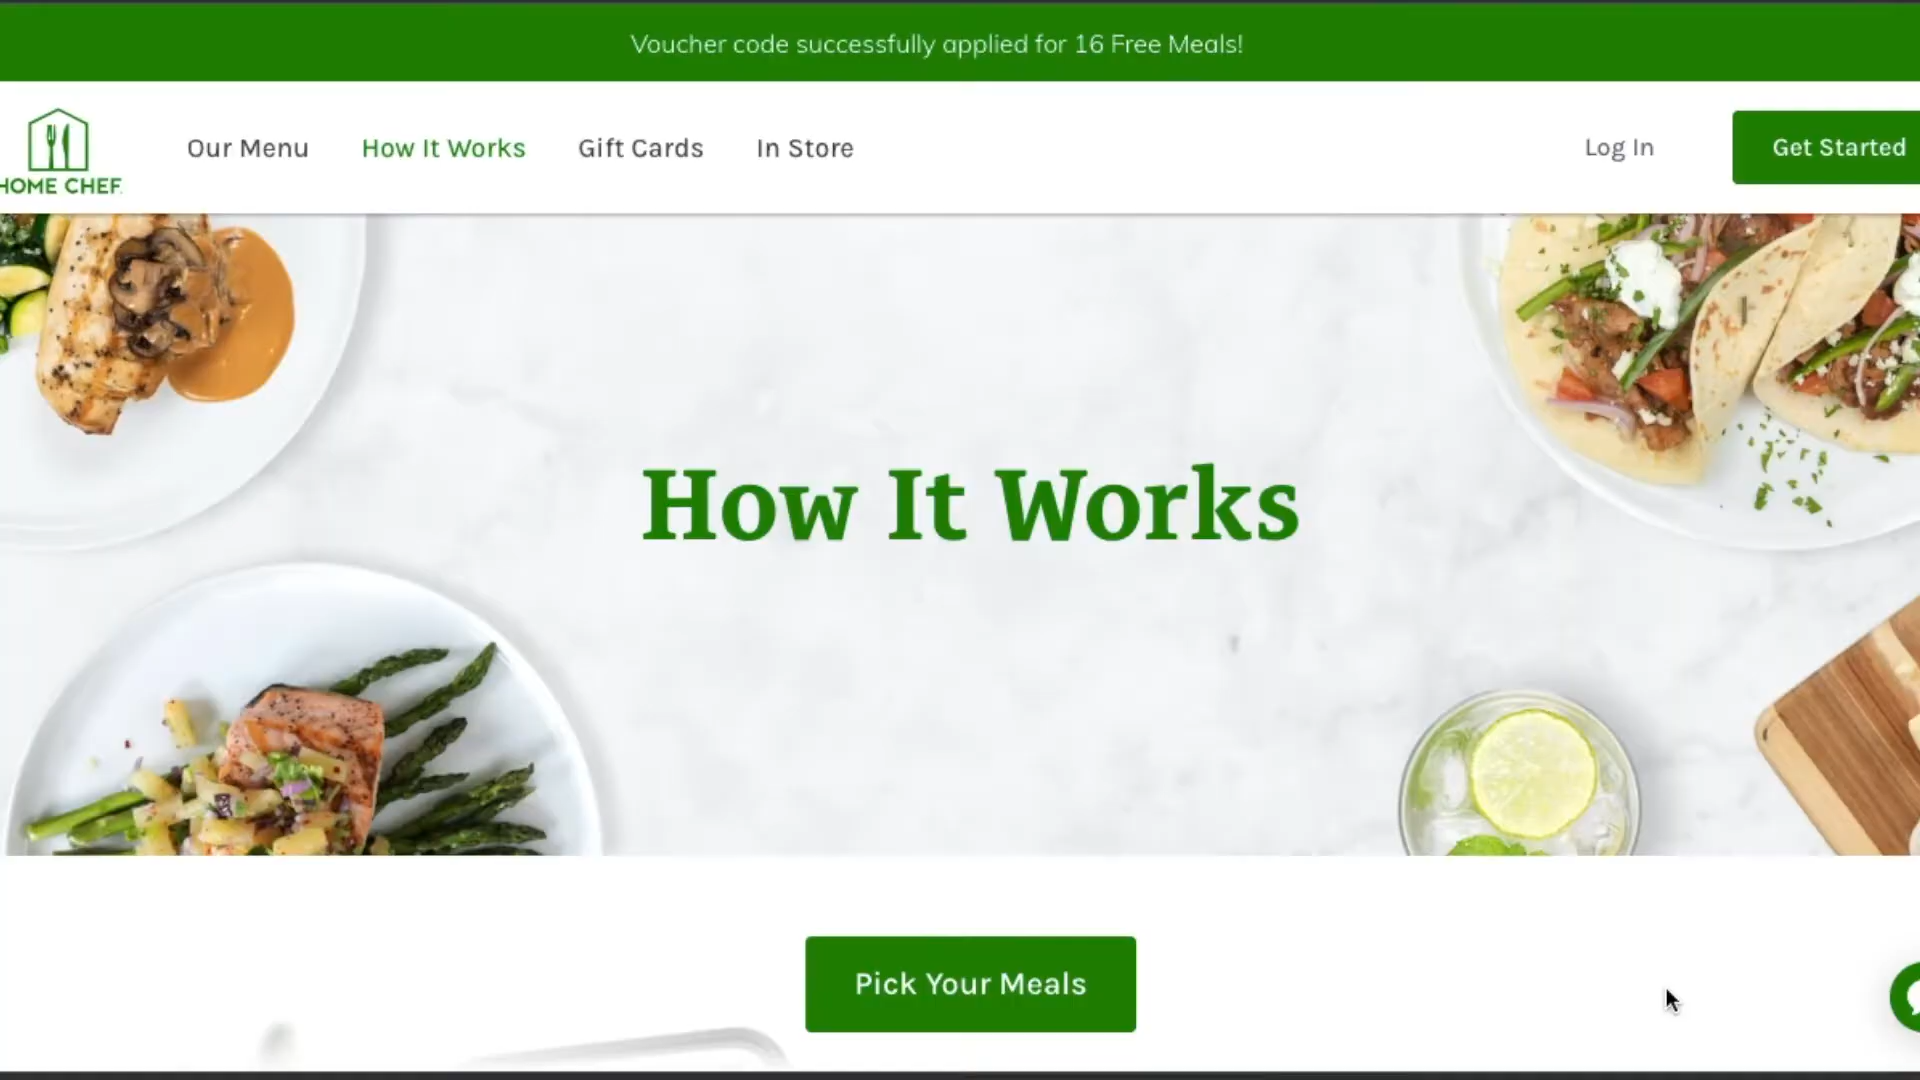 Voucher code successfully applied for 16 Free Meals!
HOME CHEF
Our Menu
How It Works
Gift Cards
In Store
Log In
Get Started
How It Works
Pick Your Meals